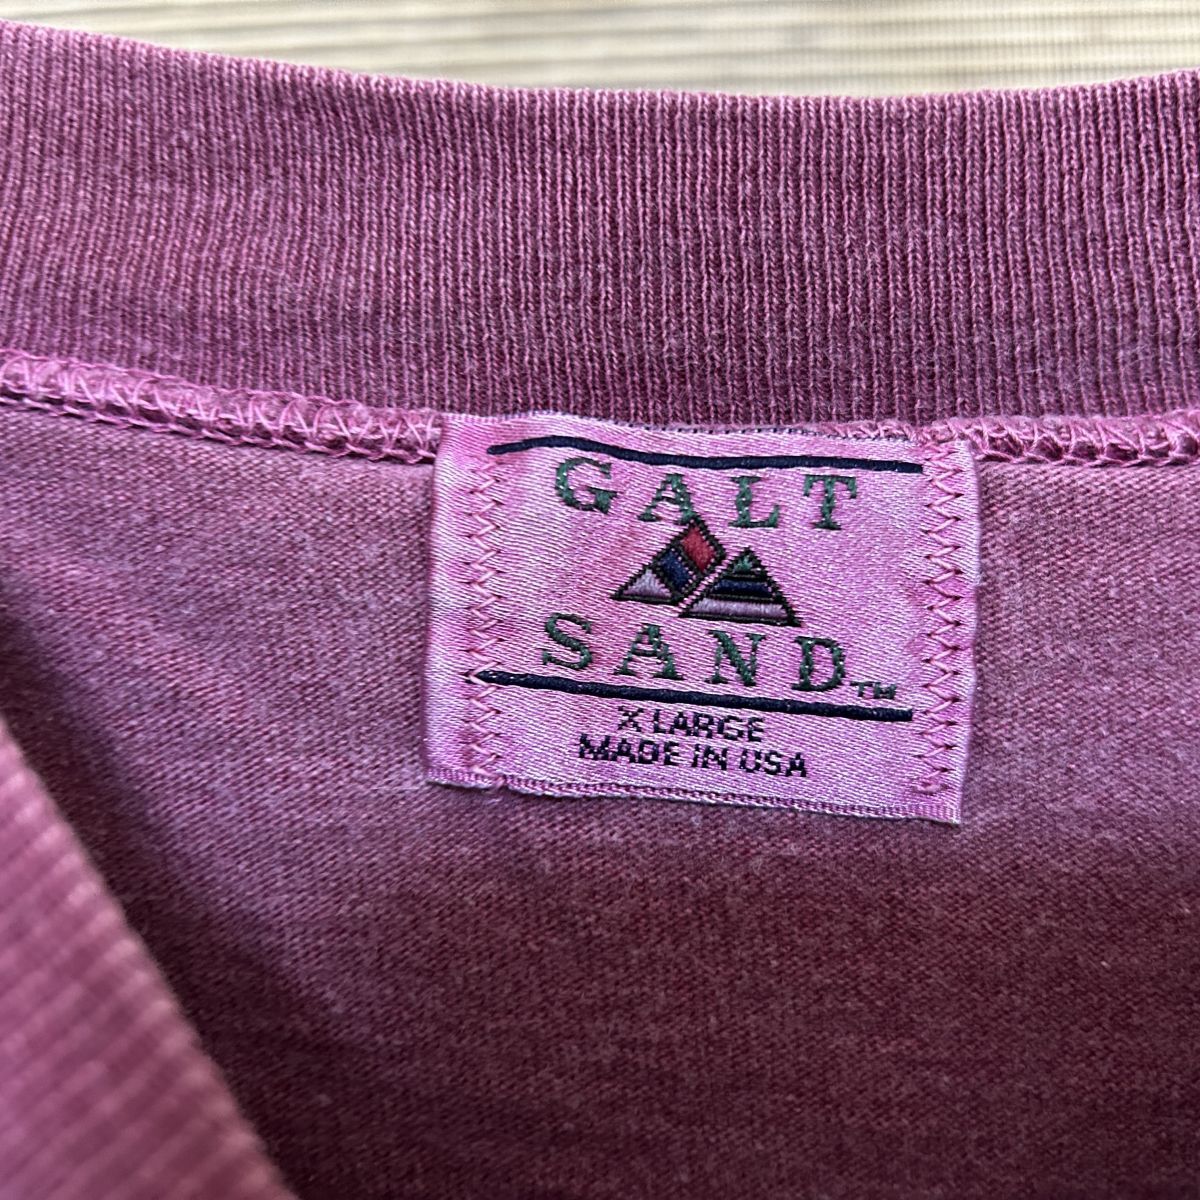 GALT
SAND™
X LARGE
MADE IN USA